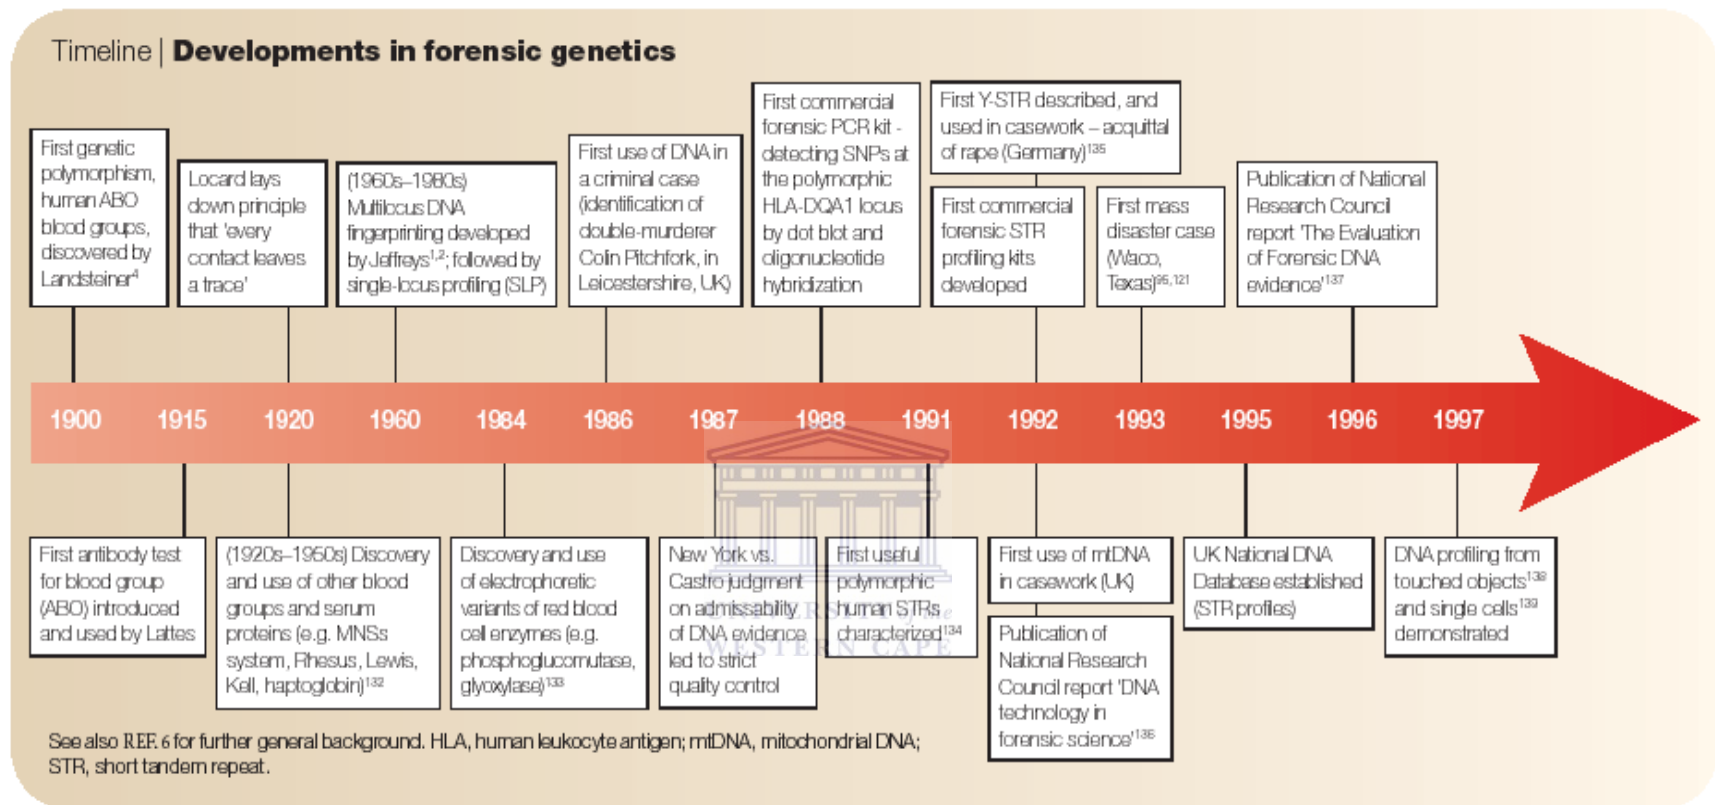 Timeline | Developments in forensic genetics
First genetic
polymorphism,
human ABO
blood groups,
discovered by
Landsteiner4
Locard lays
down principle
that 'every
contact leaves
a trace'
(1960s–1980s)
Multilocus DNA
fingerprinting developed
by Jeffreys1,2; followed by
single-locus profiling (SLP)
First use of DNA in
a criminal case
(identification of
double-murderer
Colin Pitchfork, in
Leicestershire, UK)
First commercial
forensic PCR kit -
detecting SNPs at
the polymorphic
HLA-DQA1 locus
by dot blot and
oligonucleotide
hybridization
First Y-STR described, and
used in casework – acquittal
of rape (Germany)135
First commercial
forensic STR
profiling kits
developed
First mass
disaster case
(Waco,
Texas)95,121
Publication of National
Research Council
report 'The Evaluation
of Forensic DNA
evidence'137
1900 1915 1920 1960 1984 1986 1987 1988 1991 1992 1993 1995 1996 1997
First antibody test
for blood group
(ABO) introduced
and used by Lattes
(1920s–1950s) Discovery
and use of other blood
groups and serum
proteins (e.g. MNSs
system, Rhesus, Lewis,
Kell, haptoglobin)132
Discovery and use
of electrophoretic
variants of red blood
cell enzymes (e.g.
phosphoglucomutase,
glyoxylase)133
New York vs.
Castro judgment
on admissability
of DNA evidence
led to strict
quality control
First useful
polymorphic
human STRs
characterized134
First use of mtDNA
in casework (UK)
Publication of
National Research
Council report 'DNA
technology in
forensic science'136
UK National DNA
Database established
(STR profiles)
DNA profiling from
touched objects138
and single cells139
demonstrated
UNIVERSITY of the
WESTERN CAPE
See also REF. 6 for further general background. HLA, human leukocyte antigen; mtDNA, mitochondrial DNA;
STR, short tandem repeat.